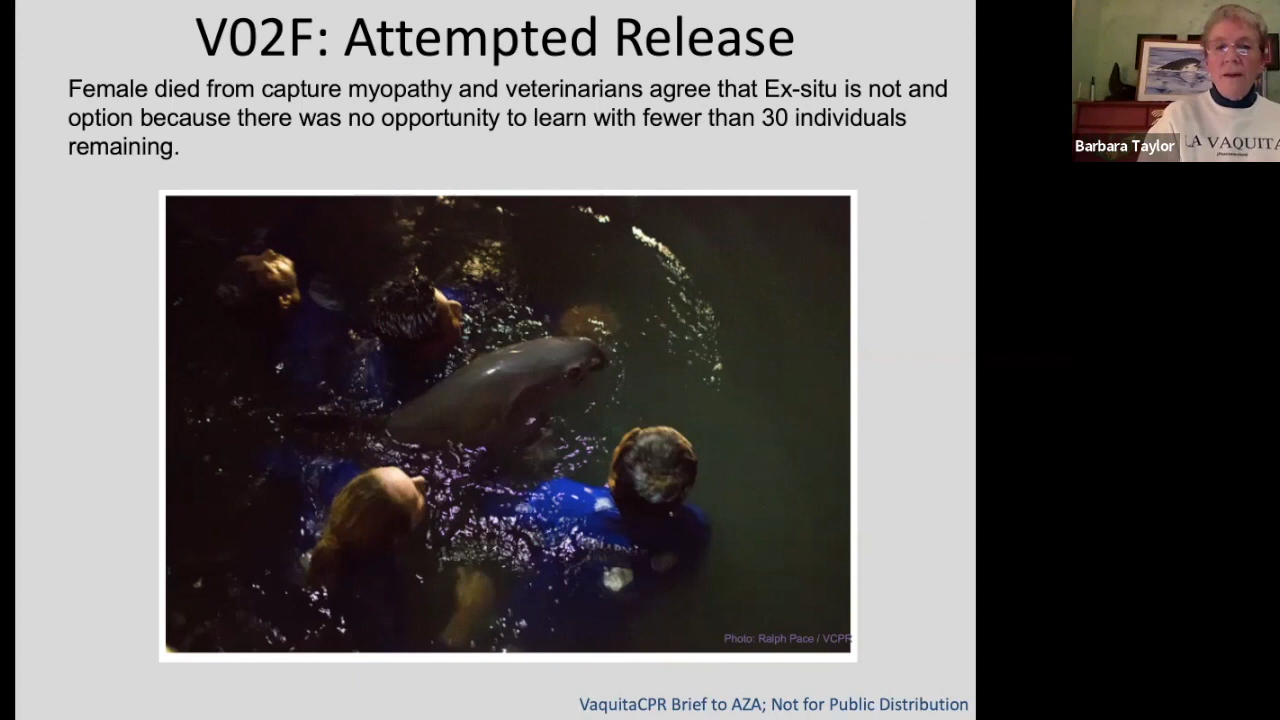 V02F: Attempted Release
Female died from capture myopathy and veterinarians agree that Ex-situ is not and
option because there was no opportunity to learn with fewer than 30 individuals
remaining.
Photo: Ralph Pace / VCPR
VaquitaCPR Brief to AZA; Not for Public Distribution
LA VAQUITA
Barbara Taylor